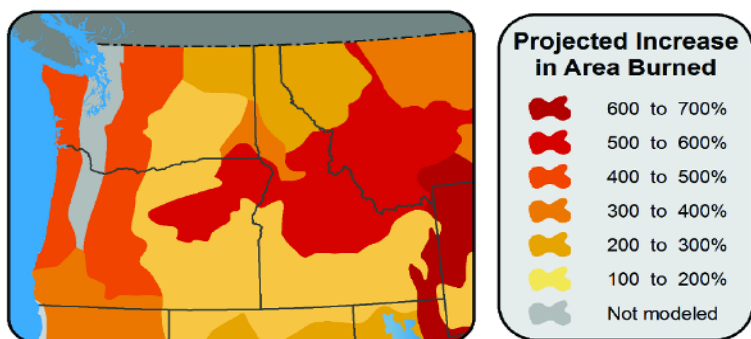 Projected Increase
in Area Burned
600 to 700%
500 to 600%
400 to 500%
300 to 400%
200 to 300%
100 to 200%
Not modeled